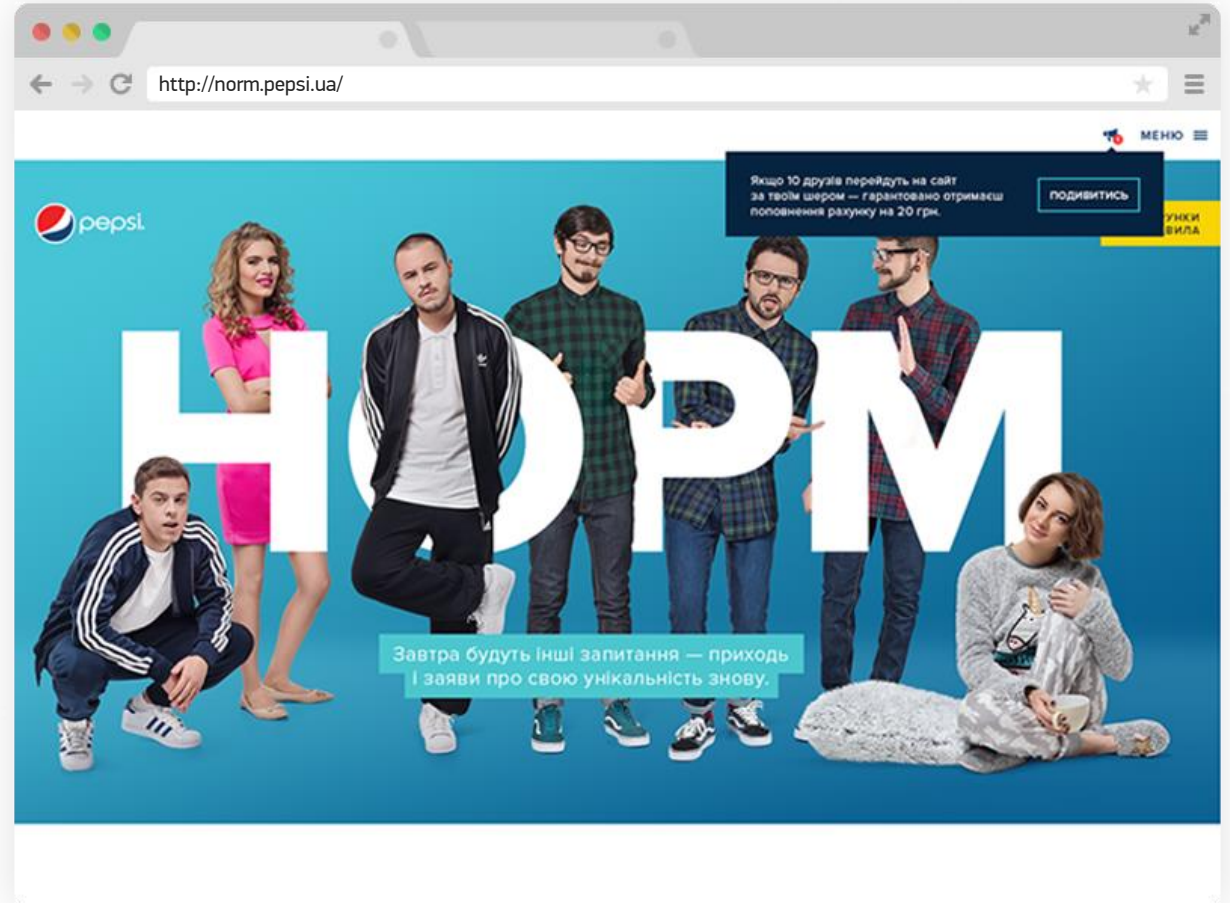 http://norm.pepsi.ua/
МЕНЮ
Якщо 10 друзів перейдуть на сайт
за твоїм шером — гарантовано отримаєш
поповнення рахунку на 20 грн.
ПОДИВИТИСЬ
pepsi.
НОРМ
Завтра будуть інші запитання — приходь
і заяви про свою унікальність знову.